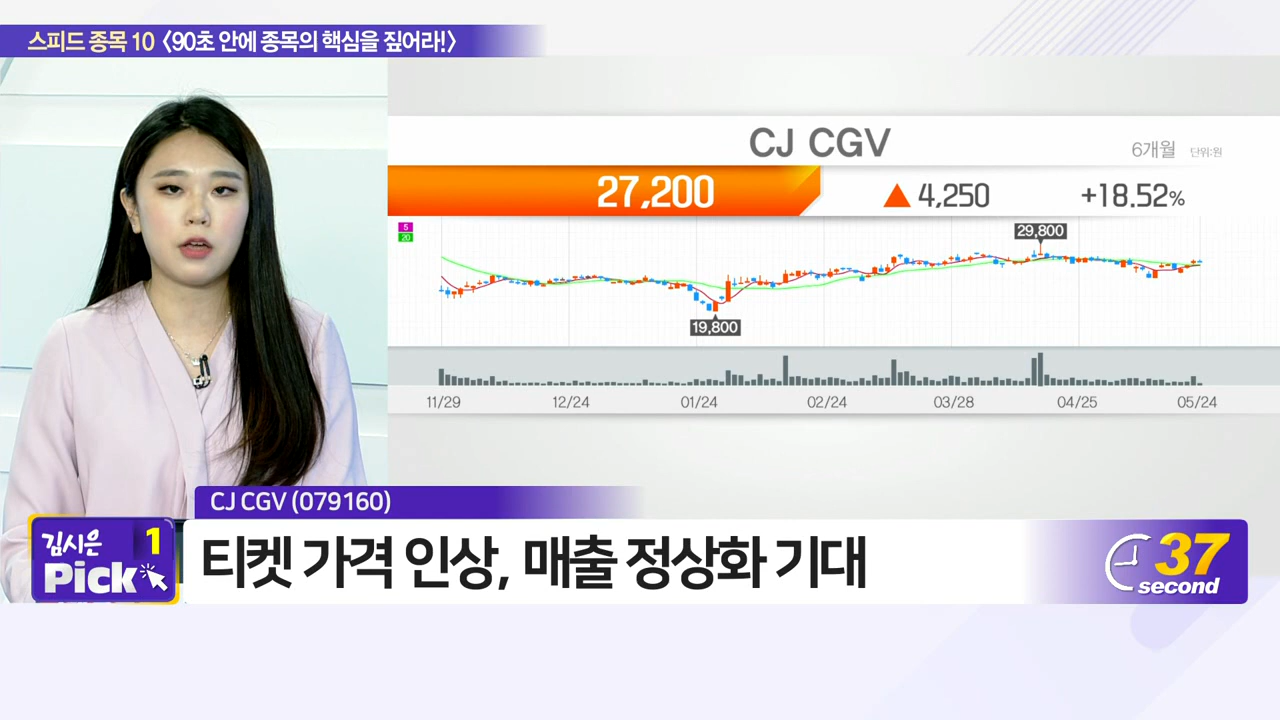 스피드 종목 10 〈90초 안에 종목의 핵심을 짚어라!〉
CJ CGV
6개월 단위:원
27,200 ▲ 4,250 +18.52%
5
20
29,800
19,800
11/29 12/24 01/24 02/24 03/28 04/25 05/24
CJ CGV (079160)
김시은 1
Pick
티켓 가격 인상, 매출 정상화 기대
37
second